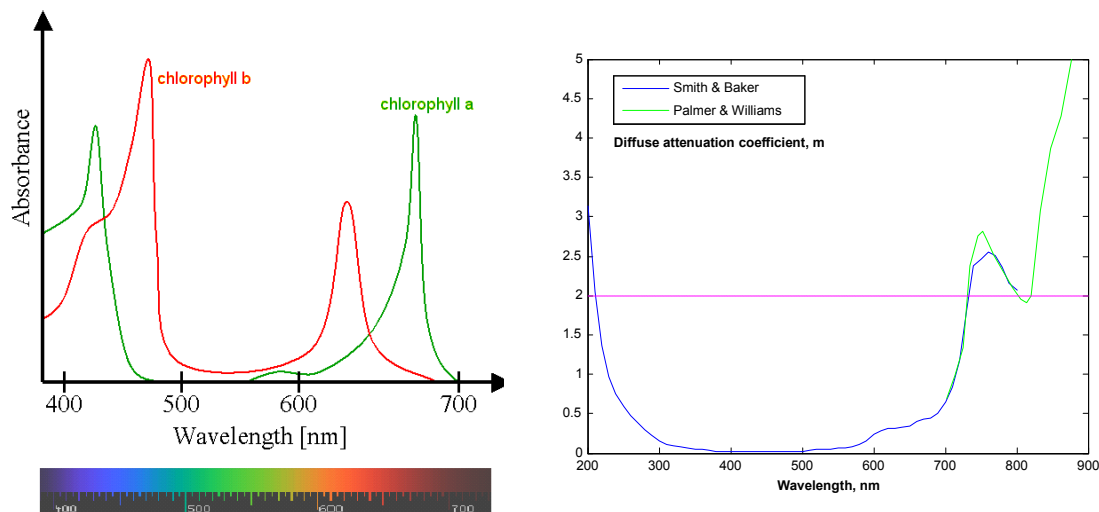 chlorophyll b
chlorophyll a
Absorbance
400 500 600 700
Wavelength [nm]
400 500 600 700
Smith & Baker
Palmer & Williams
Diffuse attenuation coefficient, m
5
4.5
4
3.5
3
2.5
2
1.5
1
0.5
0
200 300 400 500 600 700 800 900
Wavelength, nm